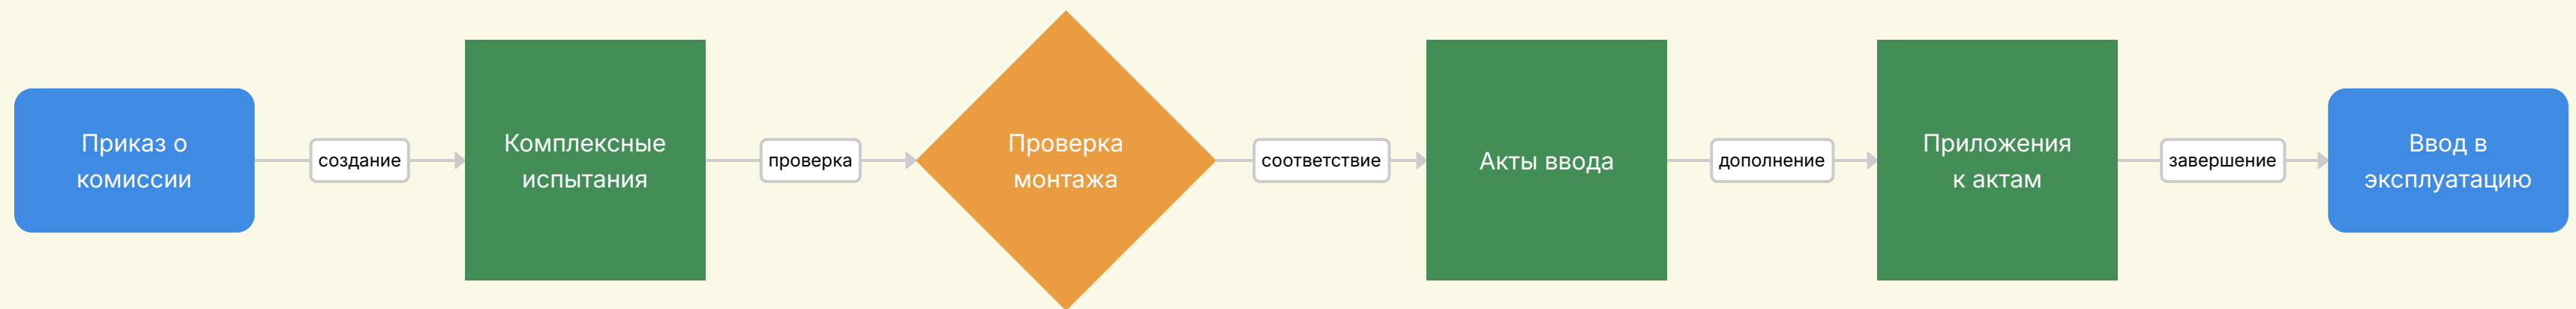 Приказ о
комиссии
создание
Комплексные
испытания
проверка
Проверка
монтажа
соответствие
Акты ввода
дополнение
Приложения
к актам
завершение
Ввод в
эксплуатацию